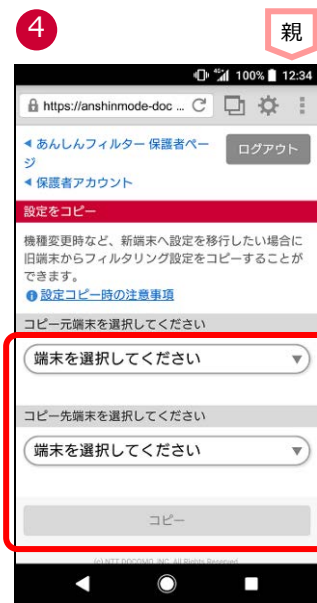 4
親
4G 100% 12:34
https://anshinmode-doc ...
◀ あんしんフィルター 保護者ペー
ジ
ログアウト
◀ 保護者アカウント
設定をコピー
機種変更時など、新端末へ設定を移行したい場合に
旧端末からフィルタリング設定をコピーすることが
できます。
設定コピー時の注意事項
コピー元端末を選択してください
端末を選択してください
コピー先端末を選択してください
端末を選択してください
コピー
(c) NTT DOCOMO, INC. All Rights Reserved.